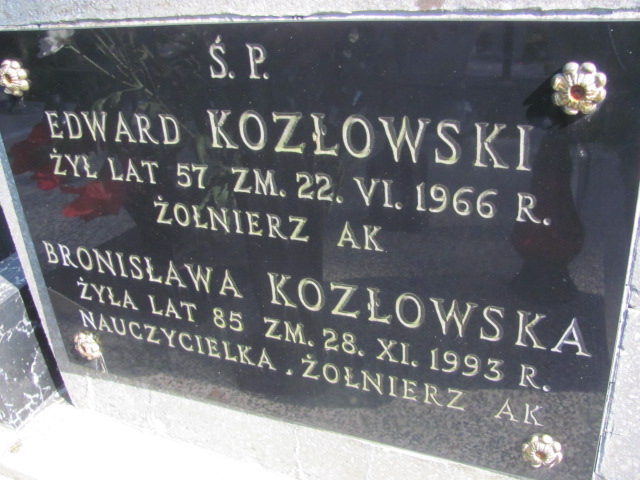 Ś. P.
EDWARD KOZŁOWSKI
ŻYŁ LAT 57 ZM. 22. VI. 1966 R.
ŻOŁNIERZ AK
BRONISŁAWA KOZŁOWSKA
ŻYŁA LAT 85 ZM. 28. XI. 1993 R.
NAUCZYCIELKA . ŻOŁNIERZ AK